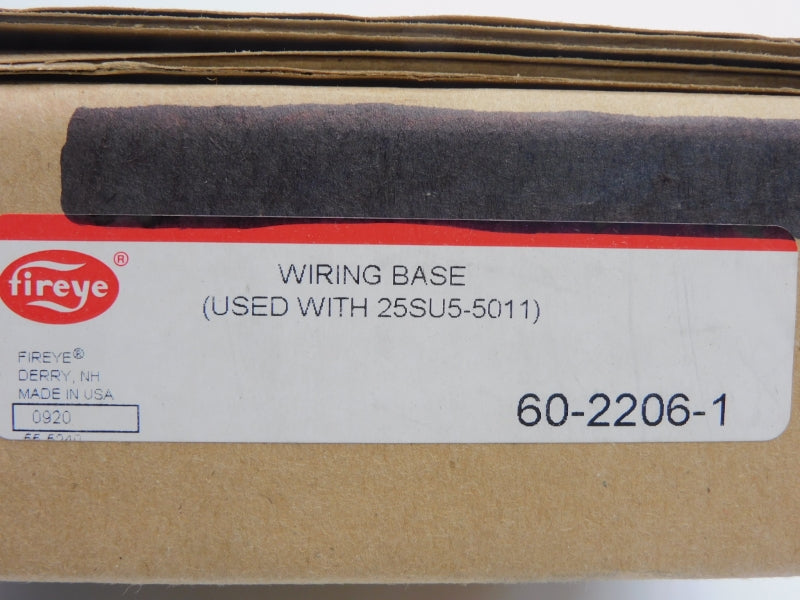 fireye®
WIRING BASE
(USED WITH 25SU5-5011)
FIREYE®
DERRY, NH
MADE IN USA
0920
60-2206-1